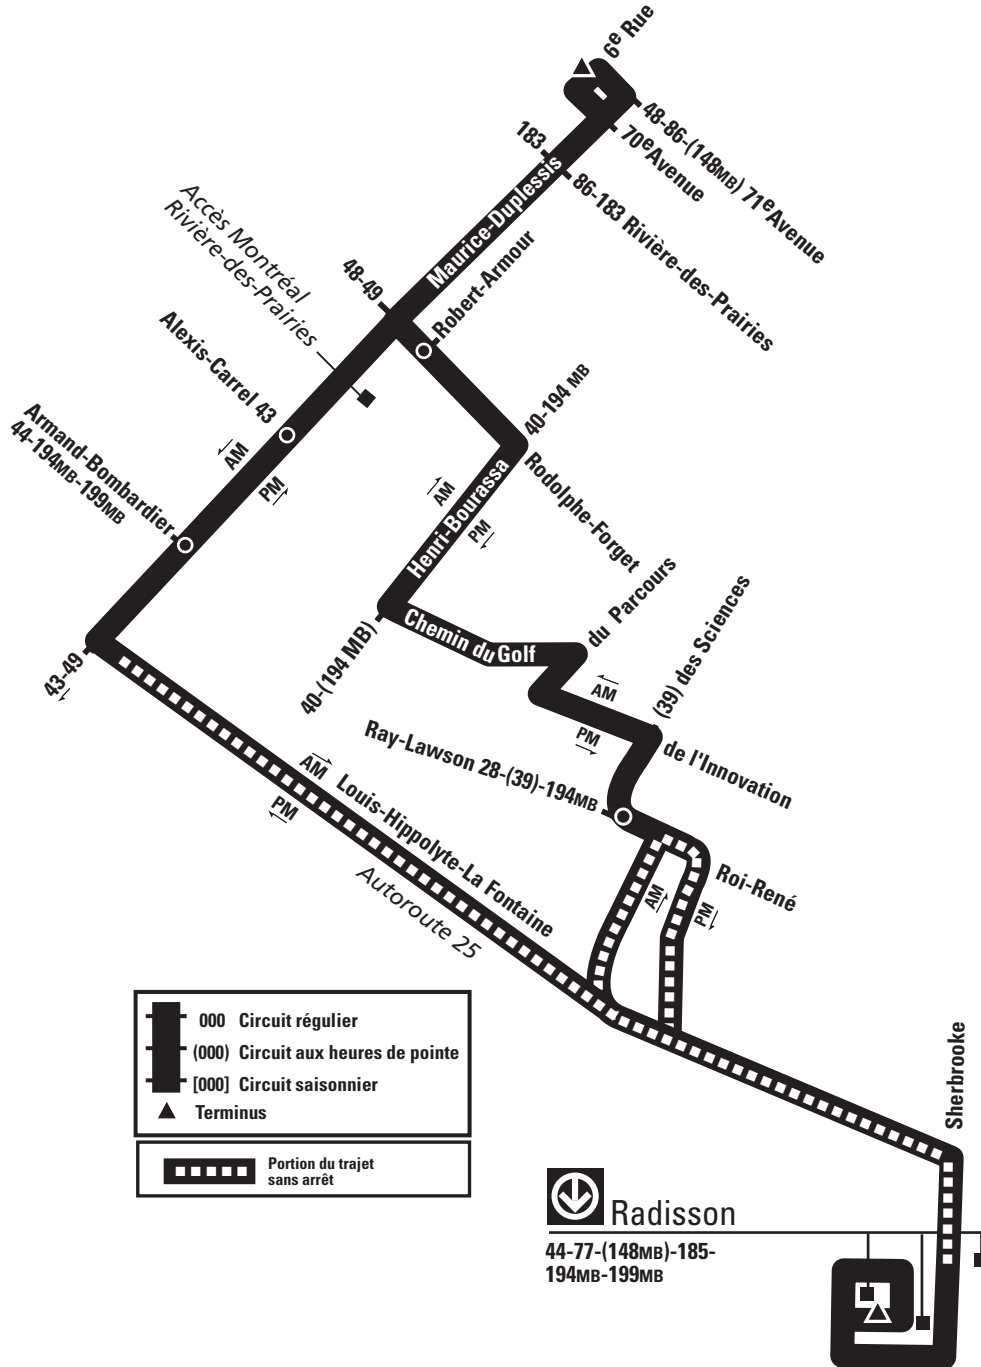 6e Rue
48-86-(148MB) 71e Avenue
70e Avenue
183
86-183 Rivière-des-Prairies
Maurice-Duplessis
Accès Montréal
Rivière-des-Prairies
48-49
Robert-Armour
Alexis-Carrel 43
40-194 MB
Armand-Bombardier
44-194MB-199MB
AM
PM
AM
PM
Henri-Bourassa
Rodolphe-Forget
du Parcours
Chemin du Golf
(39) des Sciences
43-49
40-(194 MB)
AM
PM
Ray-Lawson 28-(39)-194MB
de l'Innovation
AM
PM
Louis-Hippolyte-La Fontaine
Autoroute 25
Roi-René
AM
PM
000 Circuit régulier
(000) Circuit aux heures de pointe
[000] Circuit saisonnier
Terminus
Portion du trajet
sans arrêt
Sherbrooke
Radisson
44-77-(148MB)-185-
194MB-199MB